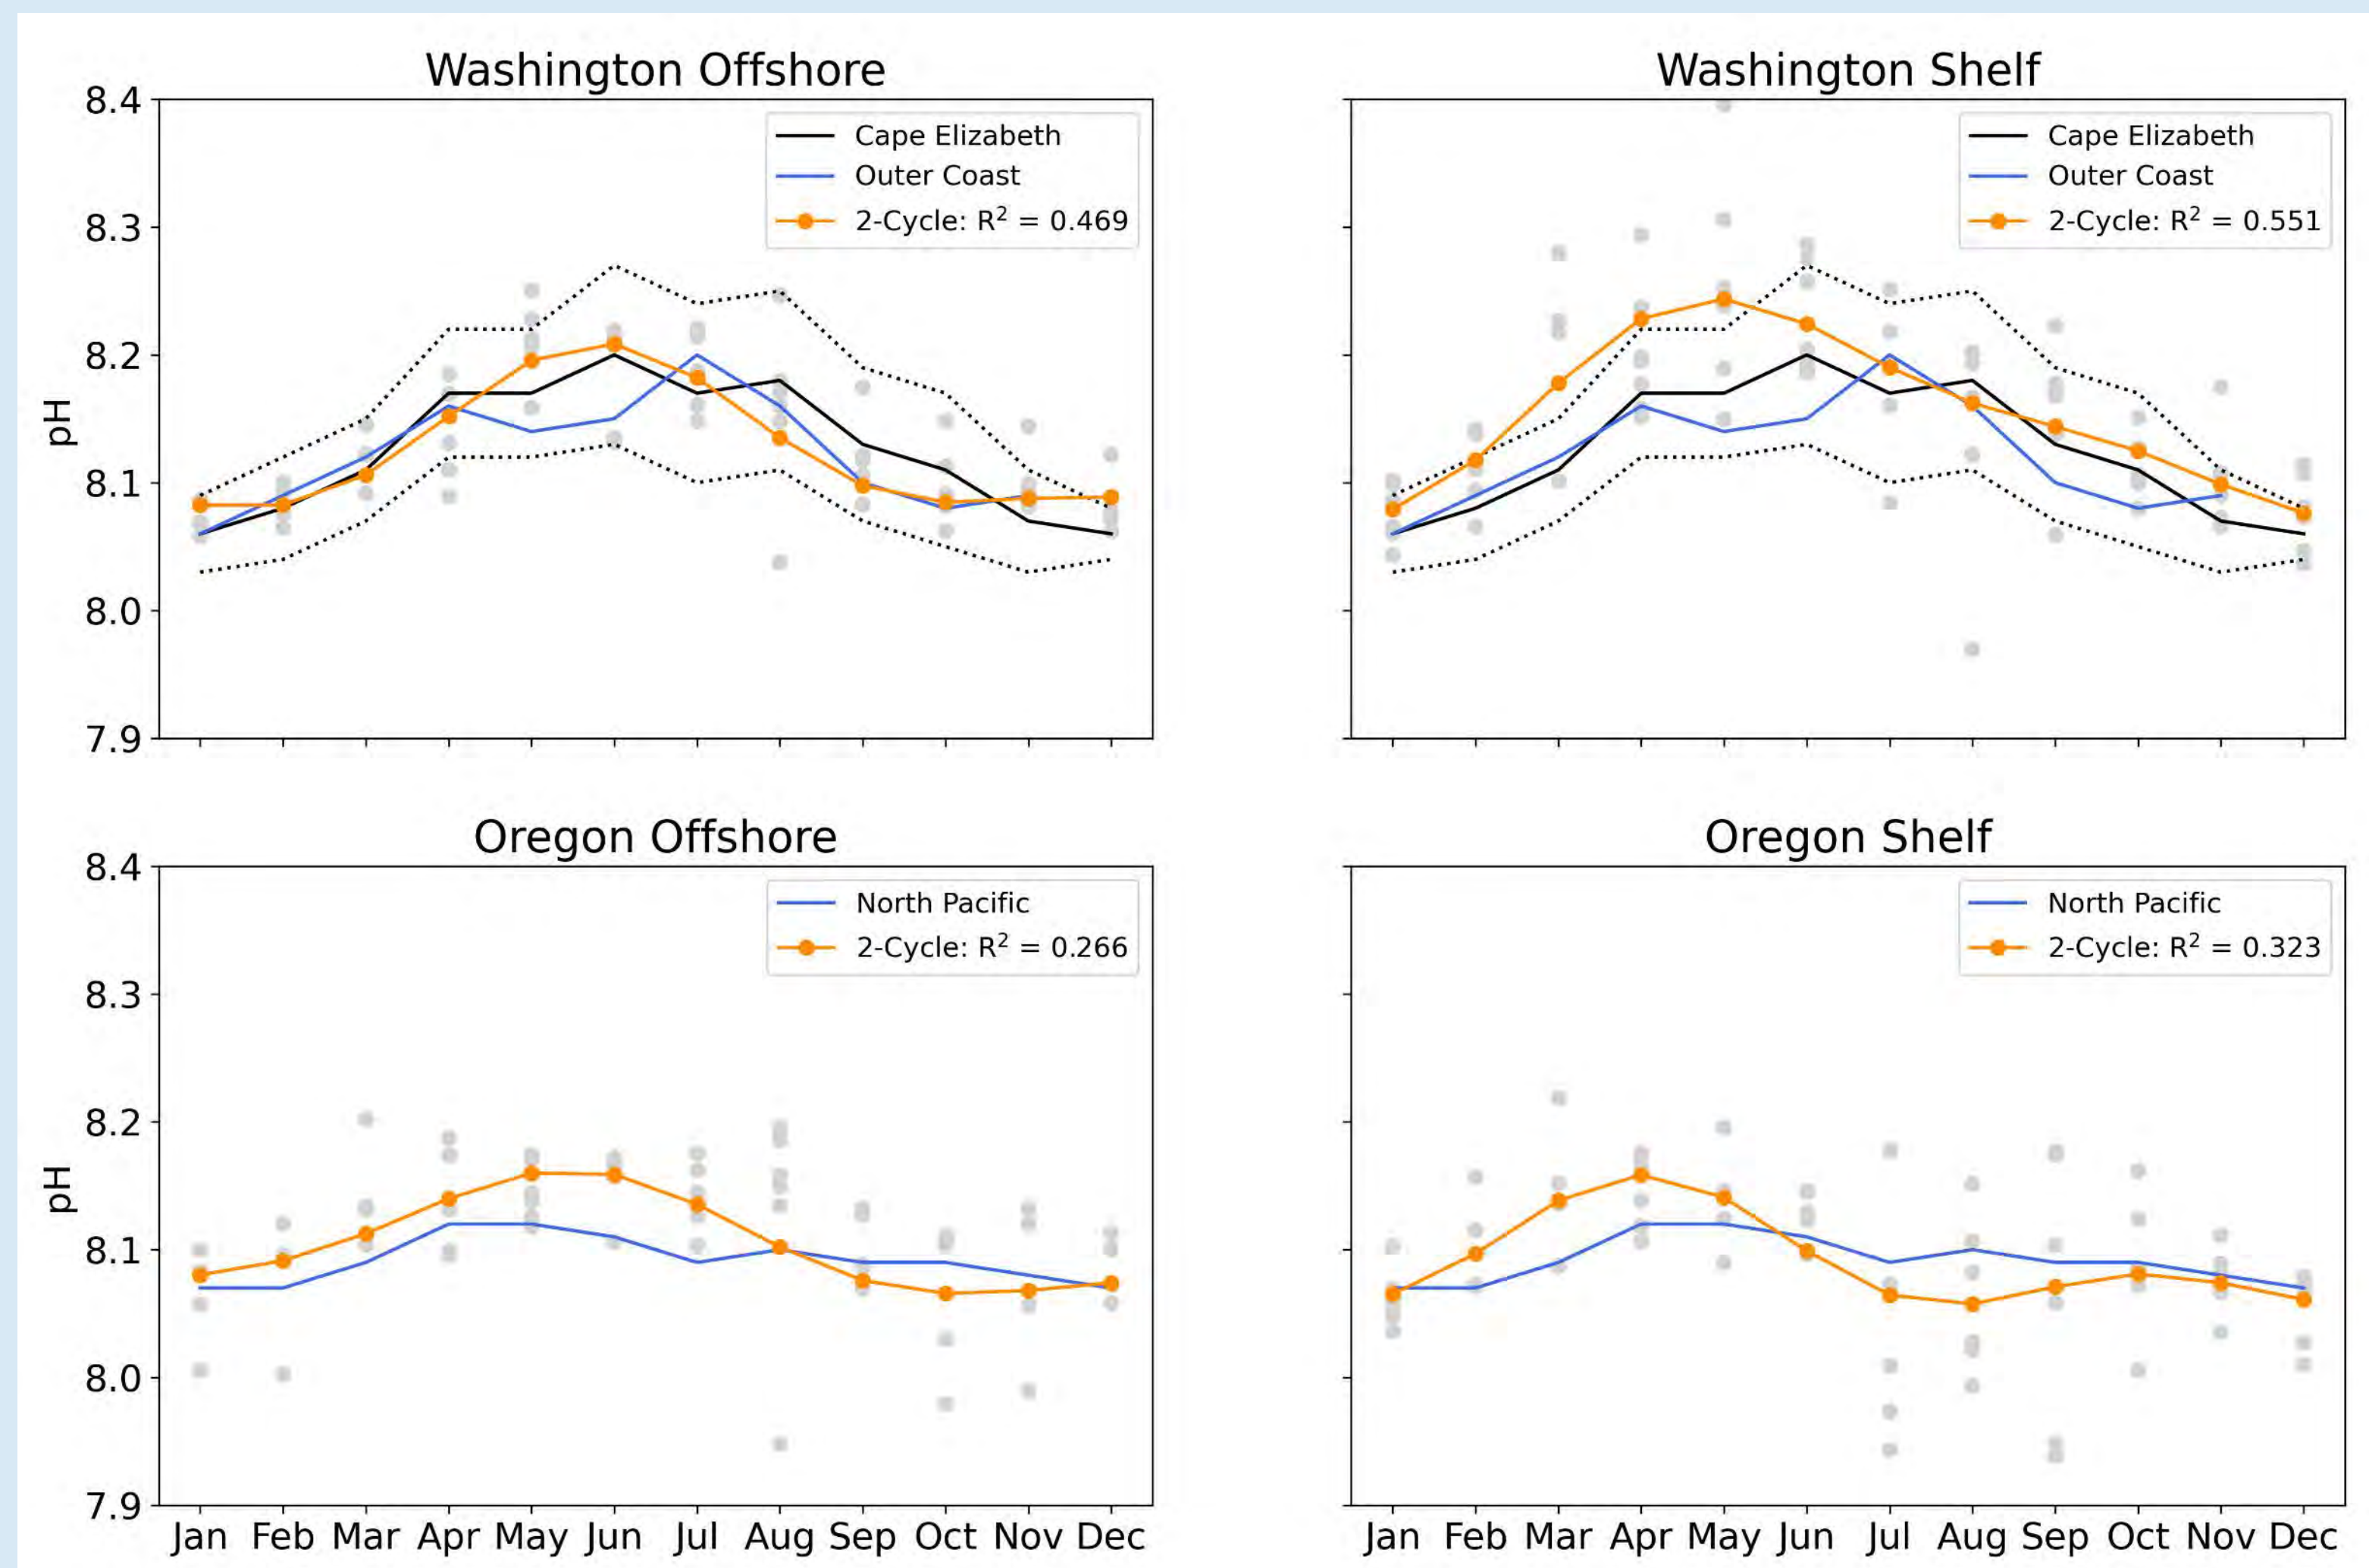 Washington Offshore
8.4
8.3
8.2
8.1
8.0
7.9
pH
Cape Elizabeth
Outer Coast
2-Cycle: R² = 0.469
Washington Shelf
Cape Elizabeth
Outer Coast
2-Cycle: R² = 0.551
Oregon Offshore
8.4
8.3
8.2
8.1
8.0
7.9
pH
North Pacific
2-Cycle: R² = 0.266
Jan Feb Mar Apr May Jun Jul Aug Sep Oct Nov Dec
Oregon Shelf
North Pacific
2-Cycle: R² = 0.323
Jan Feb Mar Apr May Jun Jul Aug Sep Oct Nov Dec